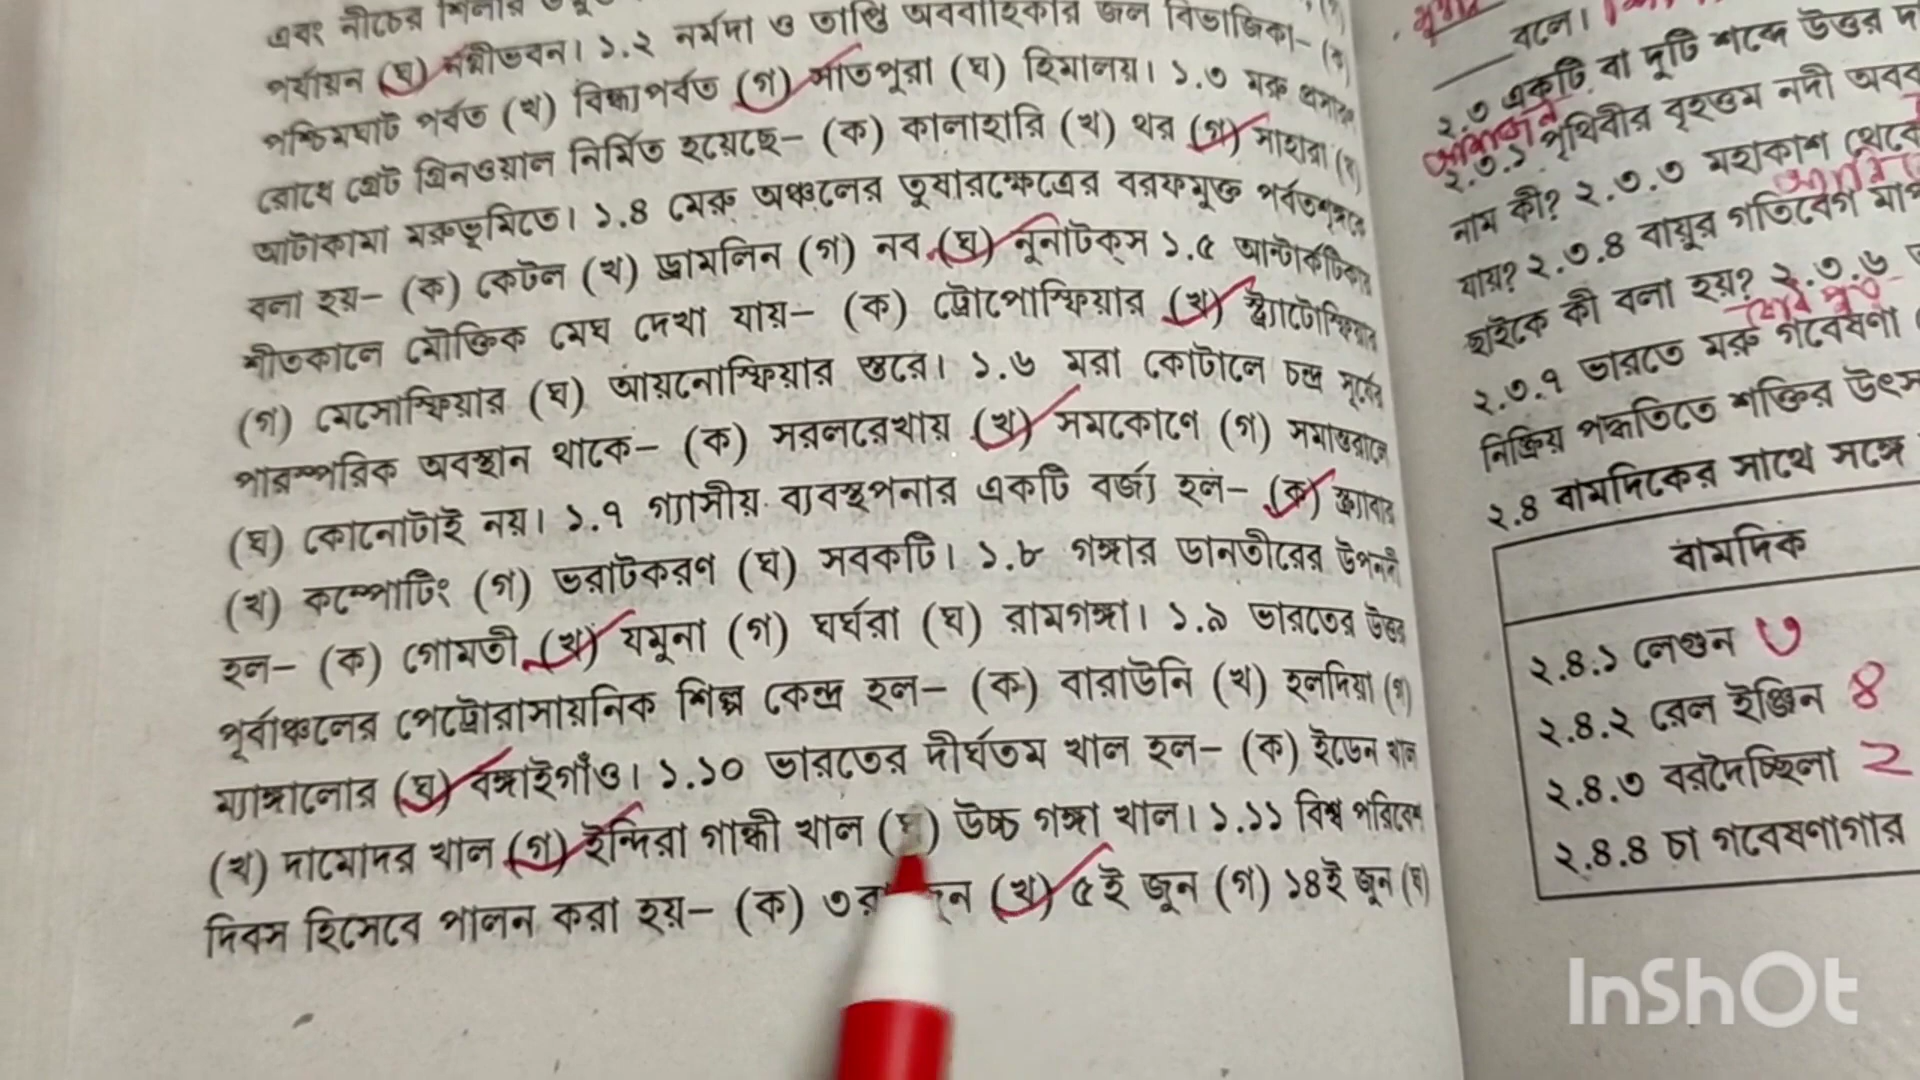 এবং নীচের শিলার
পর্যায়ন (ঘ) নগ্নীভবন। ১.২ নর্মদা ও তাপ্তি অববাহিকার জল বিভাজিকা– (ক)
পশ্চিমঘাট পর্বত (খ) বিন্ধ্যপর্বত (গ) সাতপুরা (ঘ) হিমালয়। ১.৩ মরু প্রসারণ
রোধে গ্রেট গ্রিনওয়াল নির্মিত হয়েছে– (ক) কালাহারি (খ) থর (গ) সাহারা (ঘ)
আটাকামা মরুভূমিতে। ১.৪ মেরু অঞ্চলের তুষারক্ষেত্রের বরফমুক্ত পর্বতশৃঙ্গকে
বলা হয়– (ক) কেটল (খ) ড্রামলিন (গ) নব (ঘ) নুনাটক্‌স ১.৫ আন্টার্কটিকায়
শীতকালে মৌক্তিক মেঘ দেখা যায়– (ক) ট্রোপোস্ফিয়ার (খ) স্ট্র্যাটোস্ফিয়ার
(গ) মেসোস্ফিয়ার (ঘ) আয়নোস্ফিয়ার স্তরে। ১.৬ মরা কোটালে চন্দ্র সূর্যের
পারস্পরিক অবস্থান থাকে– (ক) সরলরেখায় (খ) সমকোণে (গ) সমান্তরালে
(ঘ) কোনোটাই নয়। ১.৭ গ্যাসীয় ব্যবস্থপনার একটি বর্জ্য হল– (ক) স্ক্রাবার
(খ) কম্পোটিং (গ) ভরাটকরণ (ঘ) সবকটি। ১.৮ গঙ্গার ডানতীরের উপনদী
হল– (ক) গোমতী (খ) যমুনা (গ) ঘর্ঘরা (ঘ) রামগঙ্গা। ১.৯ ভারতের উত্তর
পূর্বাঞ্চলের পেট্রোরাসায়নিক শিল্প কেন্দ্র হল– (ক) বারাউনি (খ) হলদিয়া (গ)
ম্যাঙ্গালোর (ঘ) বঙ্গাইগাঁও। ১.১০ ভারতের দীর্ঘতম খাল হল– (ক) ইডেন খাল
(খ) দামোদর খাল (গ) ইন্দিরা গান্ধী খাল (ঘ) উচ্চ গঙ্গা খাল। ১.১১ বিশ্ব পরিবেশ
দিবস হিসেবে পালন করা হয়– (ক) ৩রা জুন (খ) ৫ই জুন (গ) ১৪ই জুন (ঘ)
বলে।
২.৩ একটি বা দুটি শব্দে উত্তর
২.৩.১ পৃথিবীর বৃহত্তম নদী
নাম কী? ২.৩.৩ মহাকাশ থেকে
যায়? ২.৩.৪ বায়ুর গতিবেগ
ছাইকে কী বলা হয়? ২.৩.৬
২.৩.৭ ভারতে মরু গবেষণা
নিষ্ক্রিয় পদ্ধতিতে শক্তির উৎস
২.৪ বামদিকের সাথে সঙ্গে
বামদিক
২.৪.১ লেগুন ৩
২.৪.২ রেল ইঞ্জিন ৪
২.৪.৩ বরদৈচ্ছিলা ২
২.৪.৪ চা গবেষণাগার
InShOt